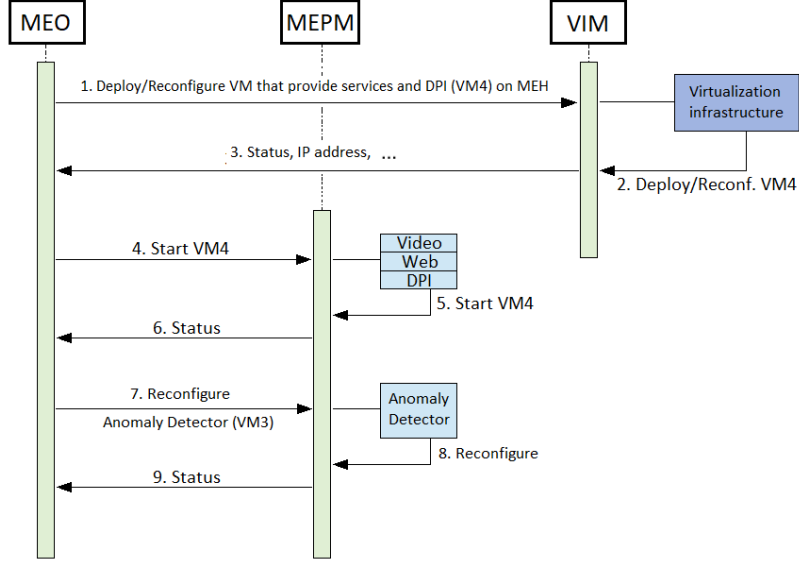 MEO
MEPM
VIM
1. Deploy/Reconfigure VM that provide services and DPI (VM4) on MEH
Virtualization
infrastructure
3. Status, IP address, ...
2. Deploy/Reconf. VM4
4. Start VM4
Video
Web
DPI
5. Start VM4
6. Status
7. Reconfigure
Anomaly Detector (VM3)
Anomaly
Detector
8. Reconfigure
9. Status